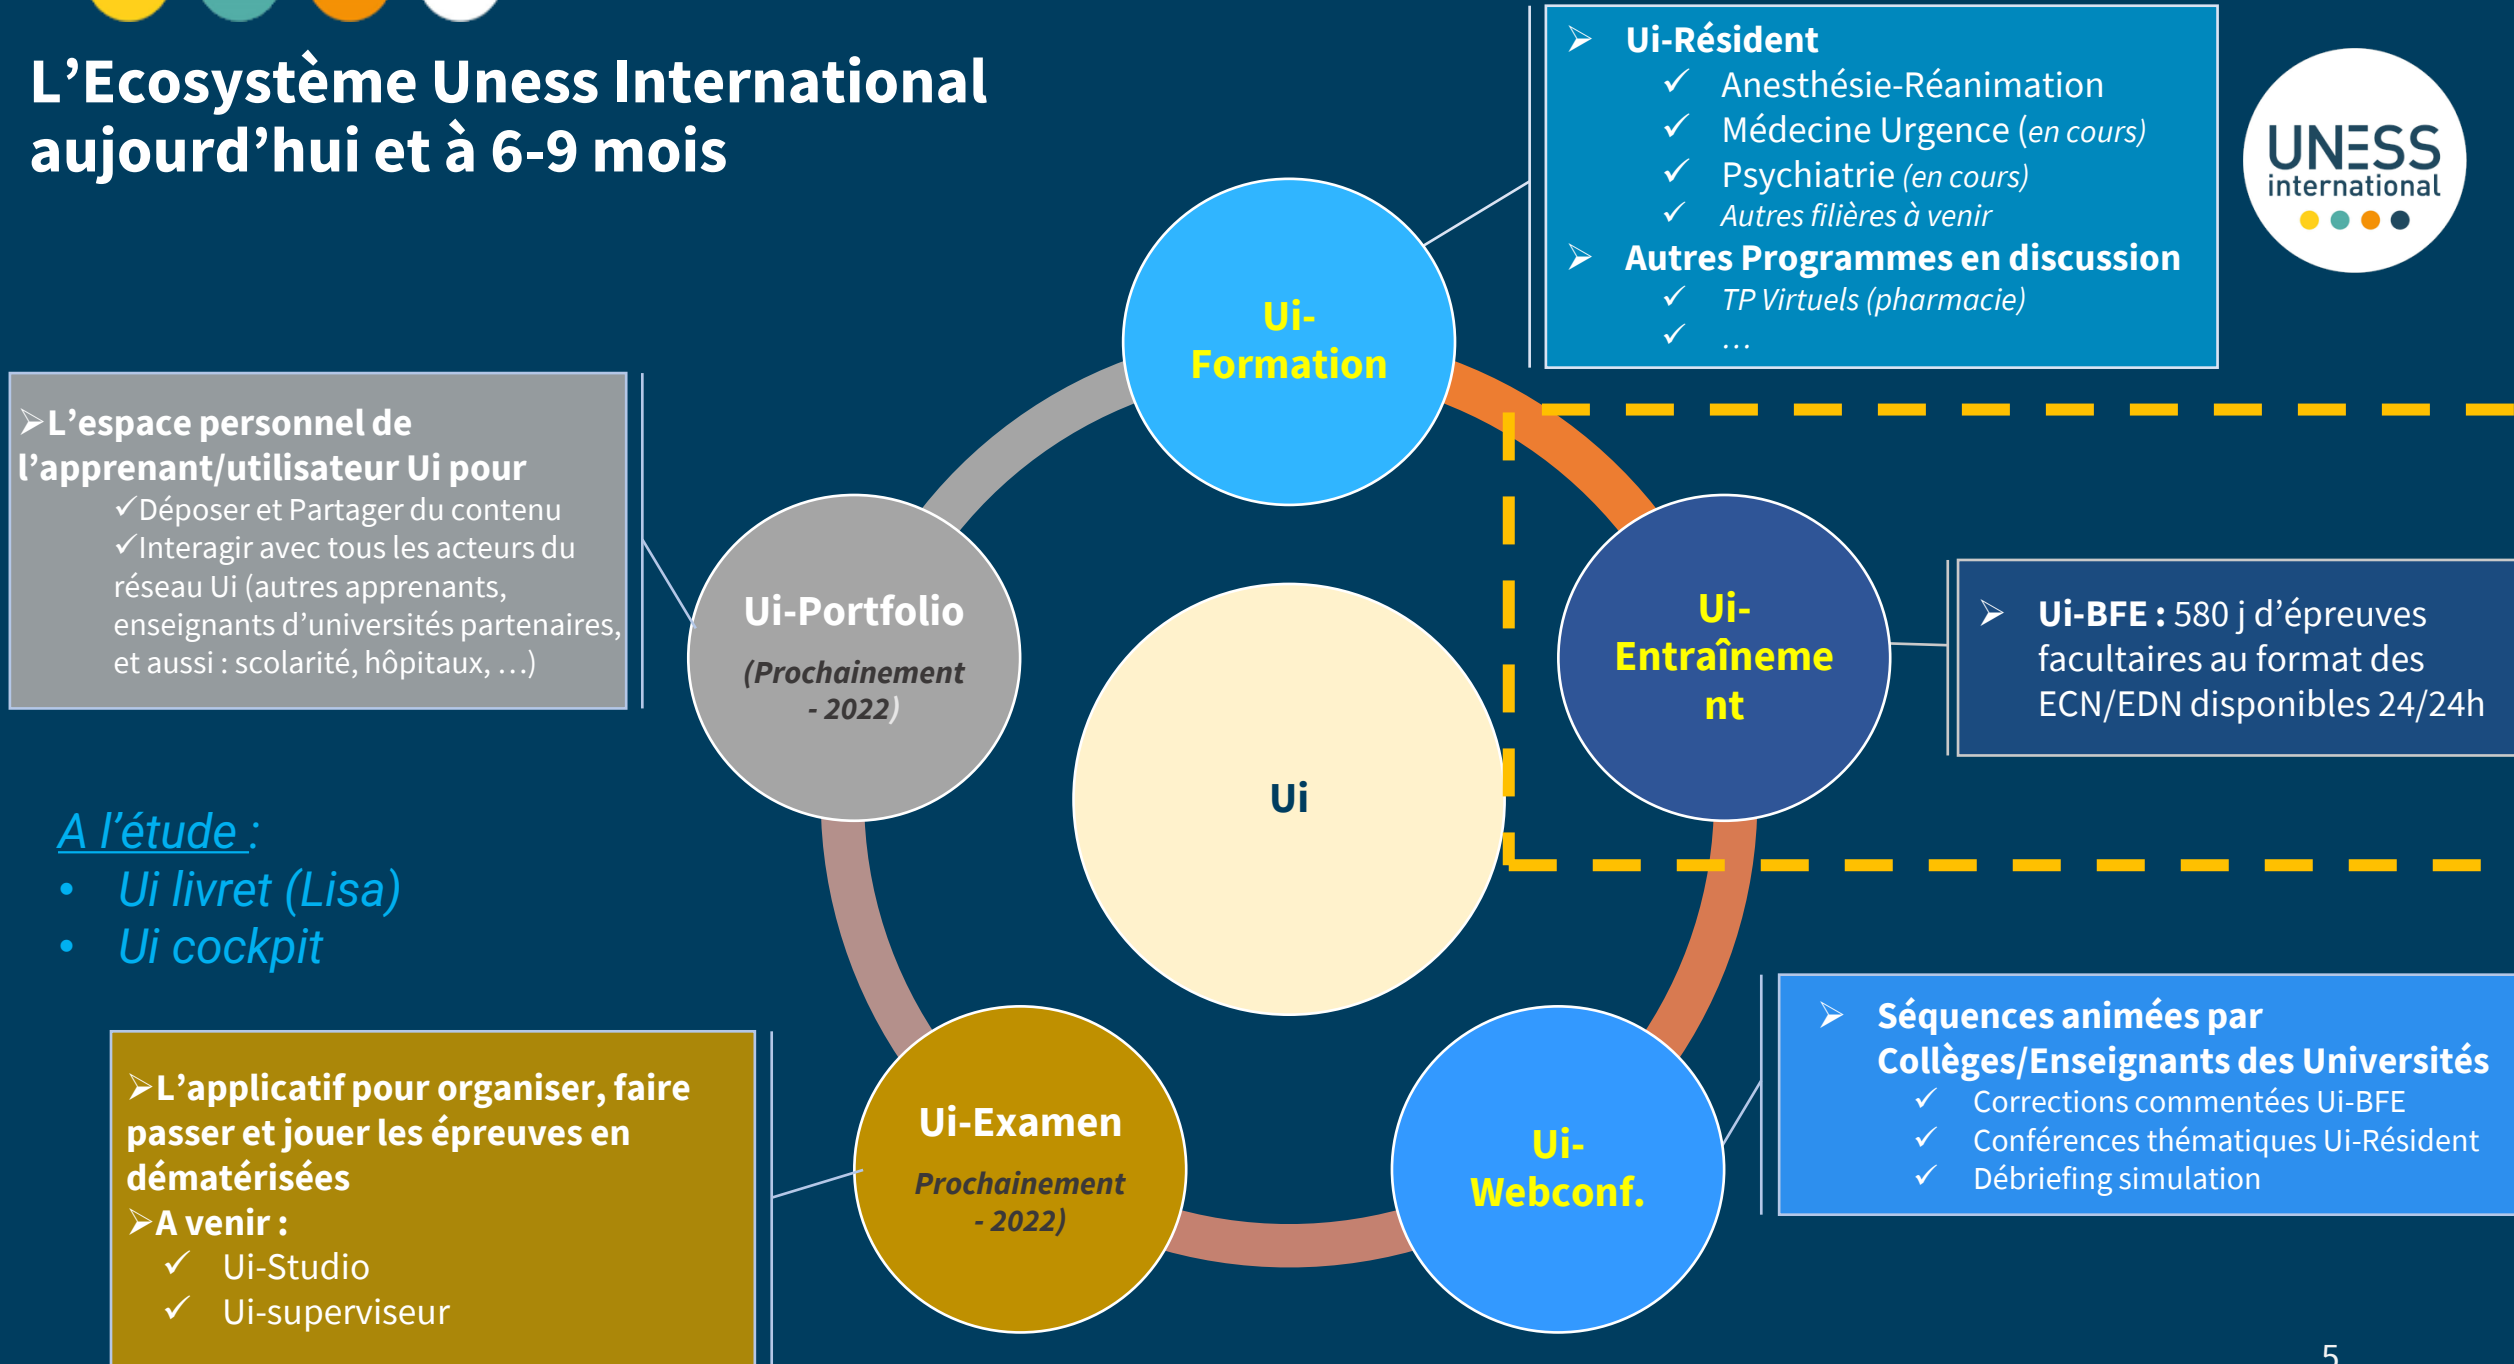 L’Ecosystème Uness International
aujourd’hui et à 6-9 mois
➢ Ui-Résident
✓ Anesthésie-Réanimation
✓ Médecine Urgence (en cours)
✓ Psychiatrie (en cours)
✓ Autres filières à venir
➢ Autres Programmes en discussion
✓ TP Virtuels (pharmacie)
✓ …
UNESS
international
Ui-
Formation
➢L’espace personnel de
l’apprenant/utilisateur Ui pour
✓Déposer et Partager du contenu
✓Interagir avec tous les acteurs du
réseau Ui (autres apprenants,
enseignants d’universités partenaires,
et aussi : scolarité, hôpitaux, …)
Ui-Portfolio
(Prochainement
- 2022)
Ui-
Entraîneme
nt
➢ Ui-BFE : 580 j d’épreuves
facultaires au format des
ECN/EDN disponibles 24/24h
Ui
A l’étude :
• Ui livret (Lisa)
• Ui cockpit
➢L’applicatif pour organiser, faire
passer et jouer les épreuves en
dématérisées
➢A venir :
✓ Ui-Studio
✓ Ui-superviseur
Ui-Examen
Prochainement
- 2022)
Ui-
Webconf.
➢ Séquences animées par
Collèges/Enseignants des Universités
✓ Corrections commentées Ui-BFE
✓ Conférences thématiques Ui-Résident
✓ Débriefing simulation
5